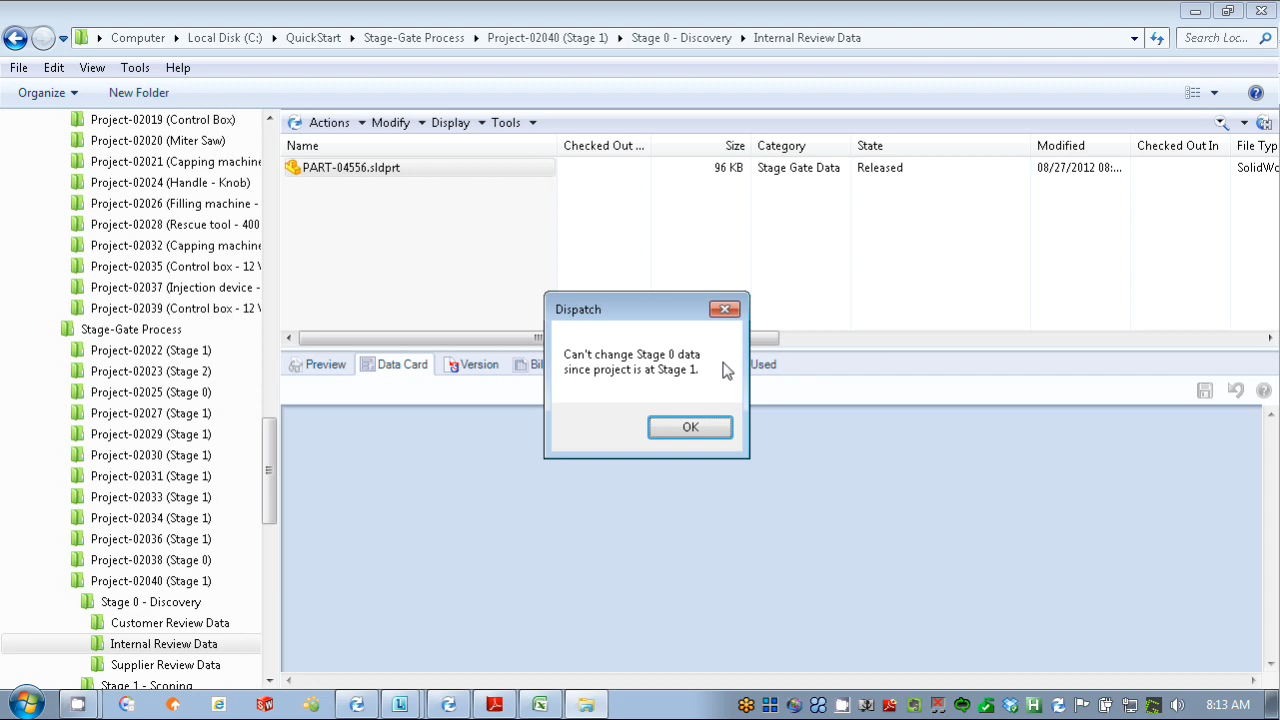 Computer Local Disk (C:) QuickStart Stage-Gate Process Project-02040 (Stage 1) Stage 0 - Discovery Internal Review Data Search Loc...
File Edit View Tools Help
Organize New Folder
Project-02019 (Control Box)
Project-02020 (Miter Saw)
Project-02021 (Capping machine
Project-02024 (Handle - Knob)
Project-02026 (Filling machine -
Project-02028 (Rescue tool - 400
Project-02032 (Capping machine
Project-02035 (Control box - 12 V
Project-02037 (Injection device -
Project-02039 (Control box - 12 V
Stage-Gate Process
Project-02022 (Stage 1)
Project-02023 (Stage 2)
Project-02025 (Stage 0)
Project-02027 (Stage 1)
Project-02029 (Stage 1)
Project-02030 (Stage 1)
Project-02031 (Stage 1)
Project-02033 (Stage 1)
Project-02034 (Stage 1)
Project-02036 (Stage 1)
Project-02038 (Stage 0)
Project-02040 (Stage 1)
Stage 0 - Discovery
Customer Review Data
Internal Review Data
Supplier Review Data
Stage 1 - Scoping
Actions Modify Display Tools
Name Checked Out ... Size Category State Modified Checked Out In File Typ
PART-04556.sldprt 96 KB Stage Gate Data Released 08/27/2012 08:... SolidWo
Preview Data Card Version Bil Used
Dispatch
Can't change Stage 0 data
since project is at Stage 1.
OK
8:13 AM